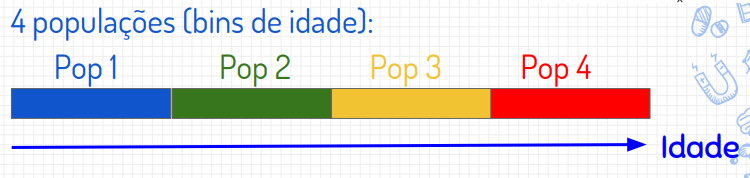 4 populações (bins de idade):
Pop 1 Pop 2 Pop 3 Pop 4
Idade